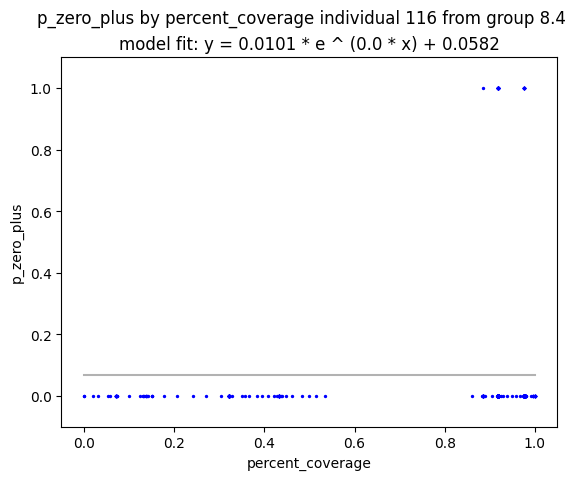 p_zero_plus by percent_coverage individual 116 from group 8.4
model fit: y = 0.0101 * e ^ (0.0 * x) + 0.0582
1.0
0.8
0.6
0.4
0.2
0.0
p_zero_plus
0.0 0.2 0.4 0.6 0.8 1.0
percent_coverage